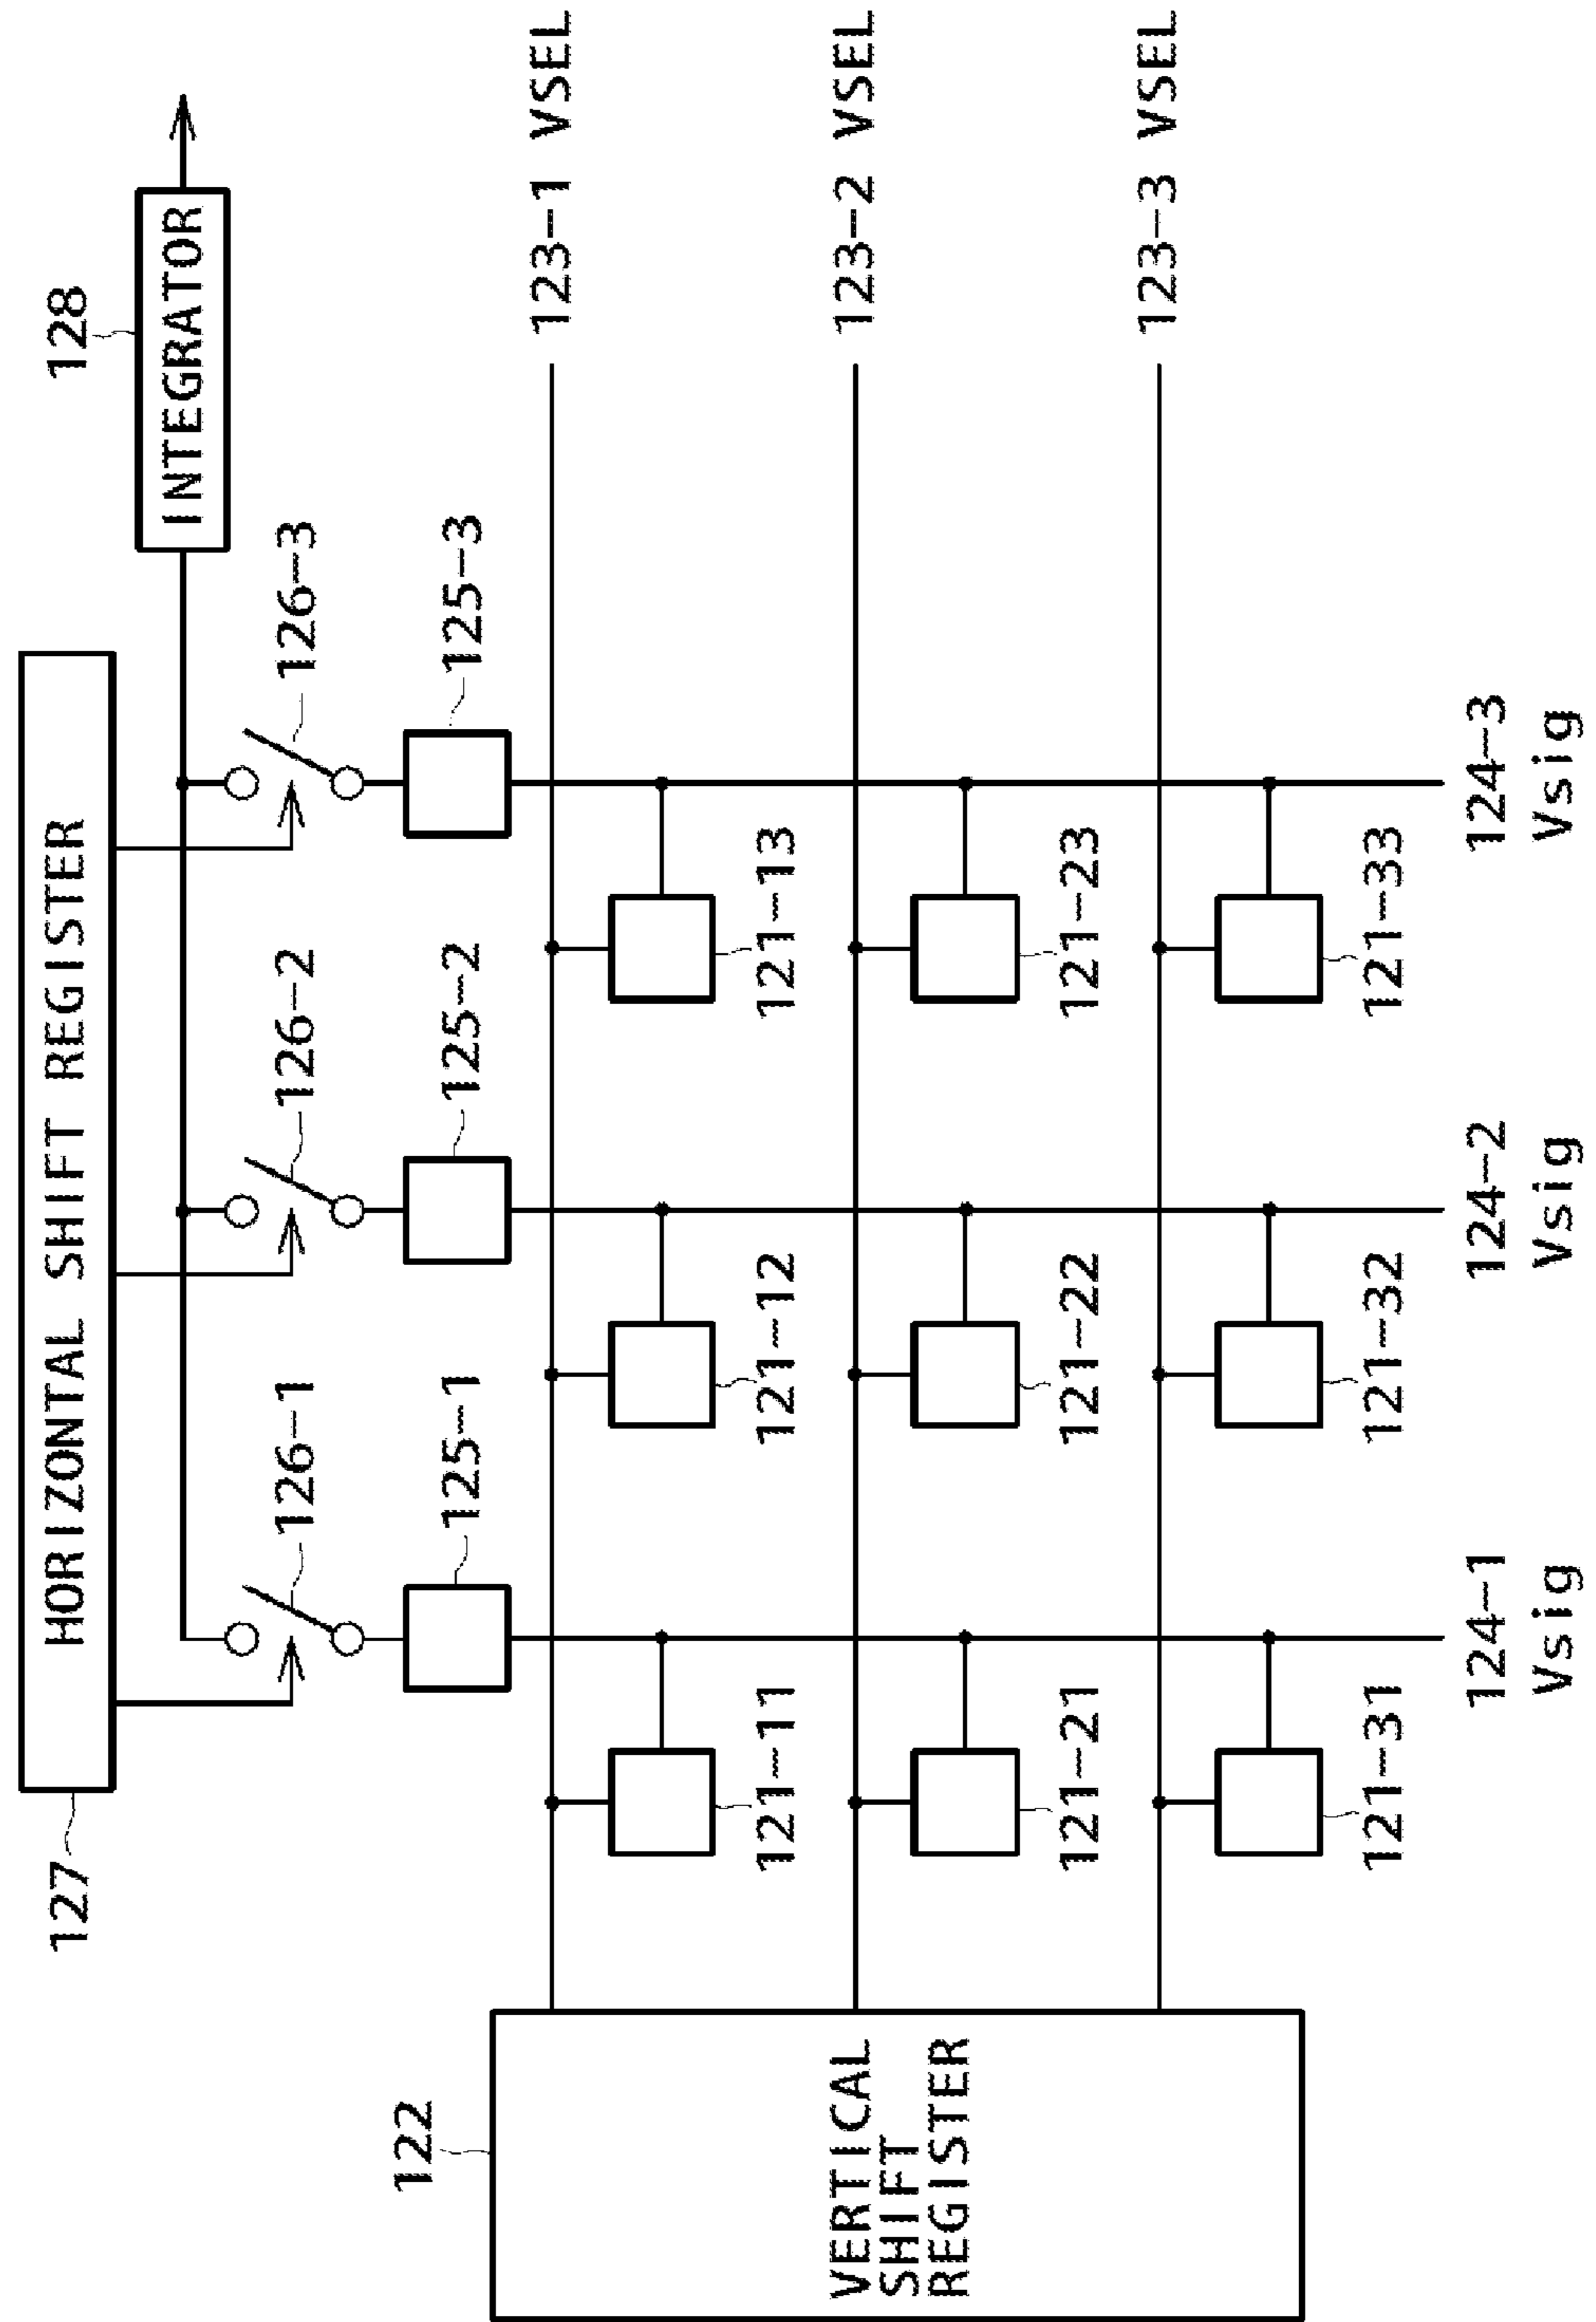 127
HORIZONTAL SHIFT REGISTER
128
INTEGRATOR
126-1
126-2
126-3
122
125-1
125-2
125-3
123-1 VSEL
121-11
121-12
121-13
VERTICAL
SHIFT
REGISTER
123-2 VSEL
121-21
121-22
121-23
123-3 VSEL
121-31
121-32
121-33
124-1
Vsig
124-2
Vsig
124-3
Vsig